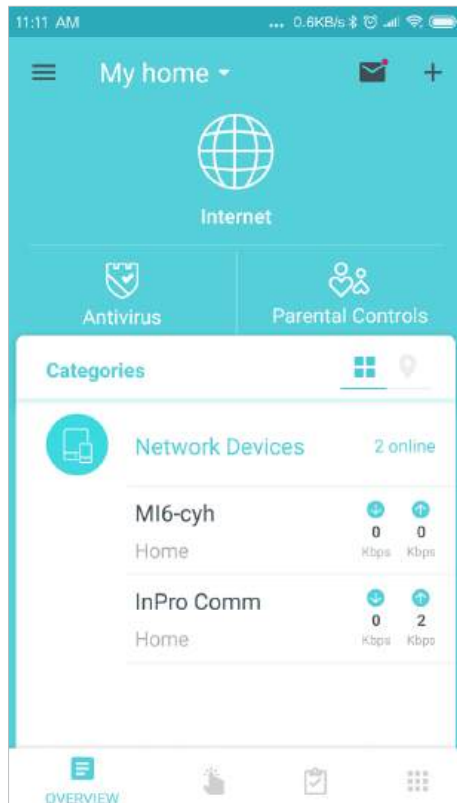 11:11 AM ... 0.6KB/s
My home
Internet
Antivirus
Parental Controls
Categories
Network Devices 2 online
MI6-cyh
Home
0 Kbps 0 Kbps
InPro Comm
Home
0 Kbps 2 Kbps
OVERVIEW